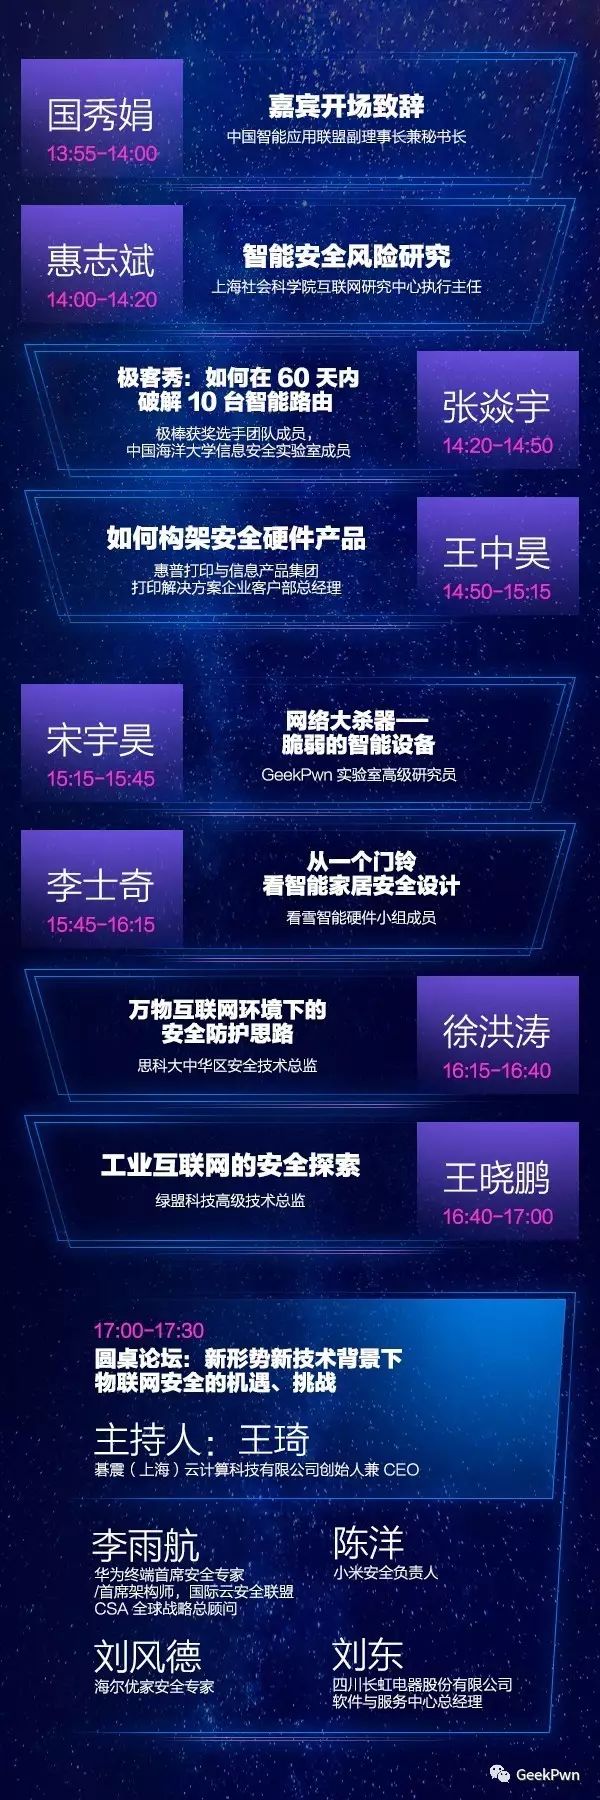 国秀娟
13:55-14:00
嘉宾开场致辞
中国智能应用联盟副理事长兼秘书长
惠志斌
14:00-14:20
智能安全风险研究
上海社会科学院互联网研究中心执行主任
极客秀：如何在 60 天内
破解 10 台智能路由
极棒获奖选手团队成员，
中国海洋大学信息安全实验室成员
张焱宇
14:20-14:50
如何构架安全硬件产品
惠普打印与信息产品集团
打印解决方案企业客户部总经理
王中昊
14:50-15:15
宋宇昊
15:15-15:45
网络大杀器——
脆弱的智能设备
GeekPwn 实验室高级研究员
李士奇
15:45-16:15
从一个门铃
看智能家居安全设计
看雪智能硬件小组成员
万物互联网环境下的
安全防护思路
思科大中华区安全技术总监
徐洪涛
16:15-16:40
工业互联网的安全探索
绿盟科技高级技术总监
王晓鹏
16:40-17:00
17:00-17:30
圆桌论坛：新形势新技术背景下
物联网安全的机遇、挑战
主持人：王琦
碁震（上海）云计算科技有限公司创始人兼 CEO
李雨航
华为终端首席安全专家
/首席架构师，国际云安全联盟
CSA 全球战略总顾问
陈洋
小米安全负责人
刘风德
海尔优家安全专家
刘东
四川长虹电器股份有限公司
软件与服务中心总经理
GeekPwn